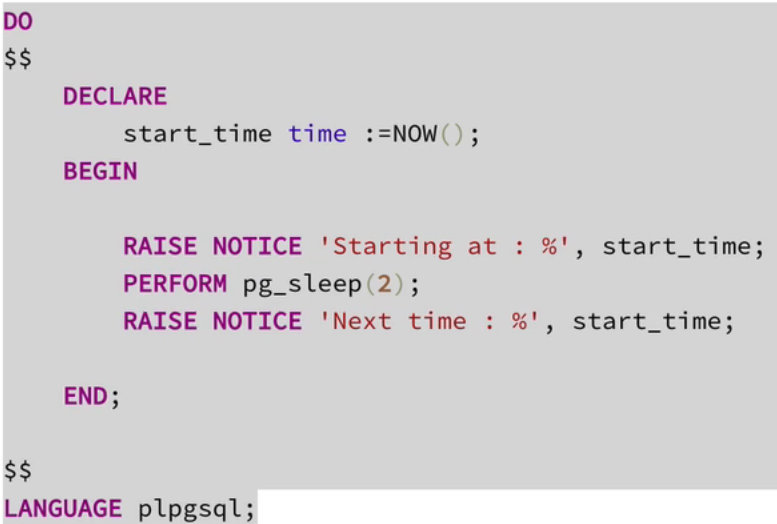 DO
$$
    DECLARE
        start_time time :=NOW();
    BEGIN

        RAISE NOTICE 'Starting at : %', start_time;
        PERFORM pg_sleep(2);
        RAISE NOTICE 'Next time : %', start_time;

    END;

$$
LANGUAGE plpgsql;